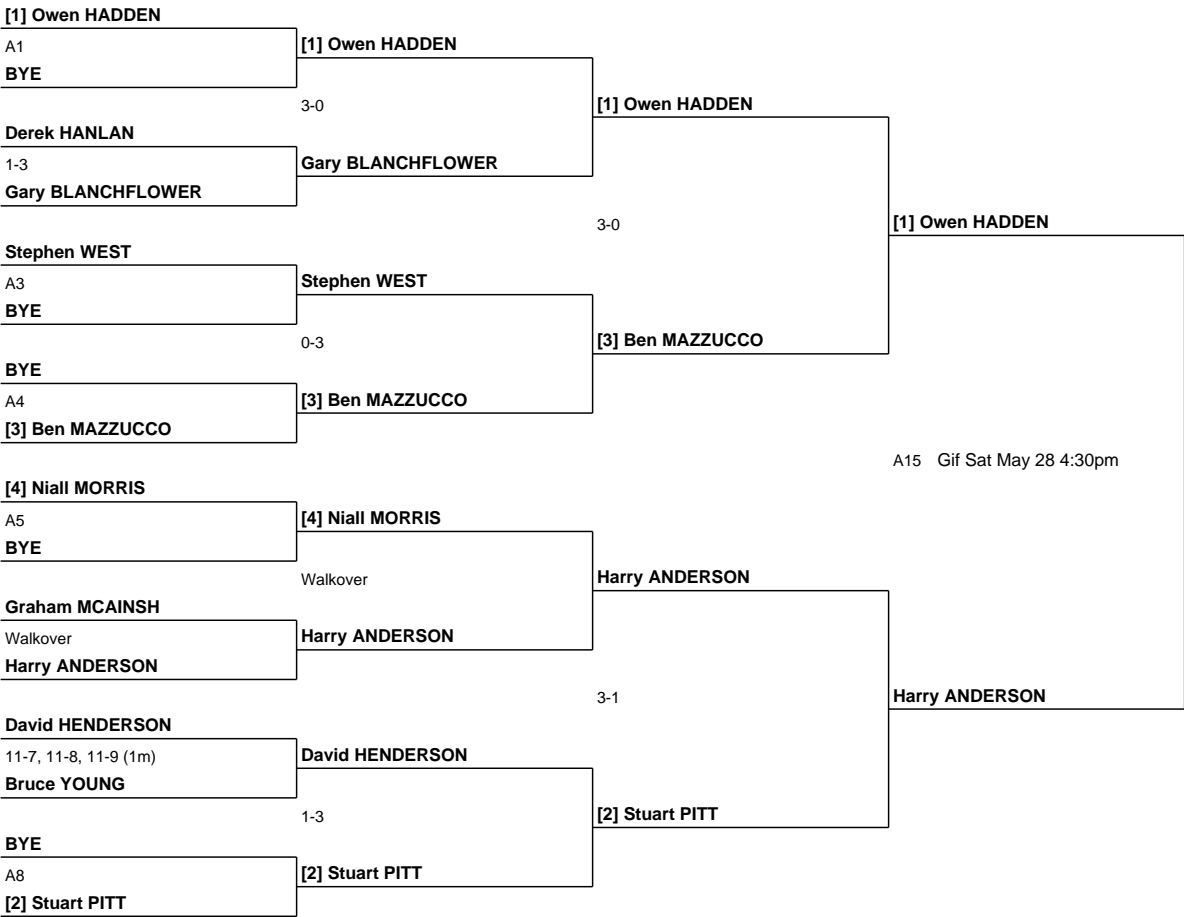 [1] Owen HADDEN
A1
BYE
Derek HANLAN
1-3
Gary BLANCHFLOWER
Stephen WEST
A3
BYE
BYE
A4
[3] Ben MAZZUCCO
[4] Niall MORRIS
A5
BYE
Graham MCAINSH
Walkover
Harry ANDERSON
David HENDERSON
11-7, 11-8, 11-9 (1m)
Bruce YOUNG
BYE
A8
[2] Stuart PITT
[1] Owen HADDEN
3-0
Gary BLANCHFLOWER
Stephen WEST
0-3
[3] Ben MAZZUCCO
[4] Niall MORRIS
Walkover
Harry ANDERSON
David HENDERSON
1-3
[2] Stuart PITT
[1] Owen HADDEN
3-0
[3] Ben MAZZUCCO
Harry ANDERSON
3-1
[2] Stuart PITT
[1] Owen HADDEN
A15 Gif Sat May 28 4:30pm
Harry ANDERSON